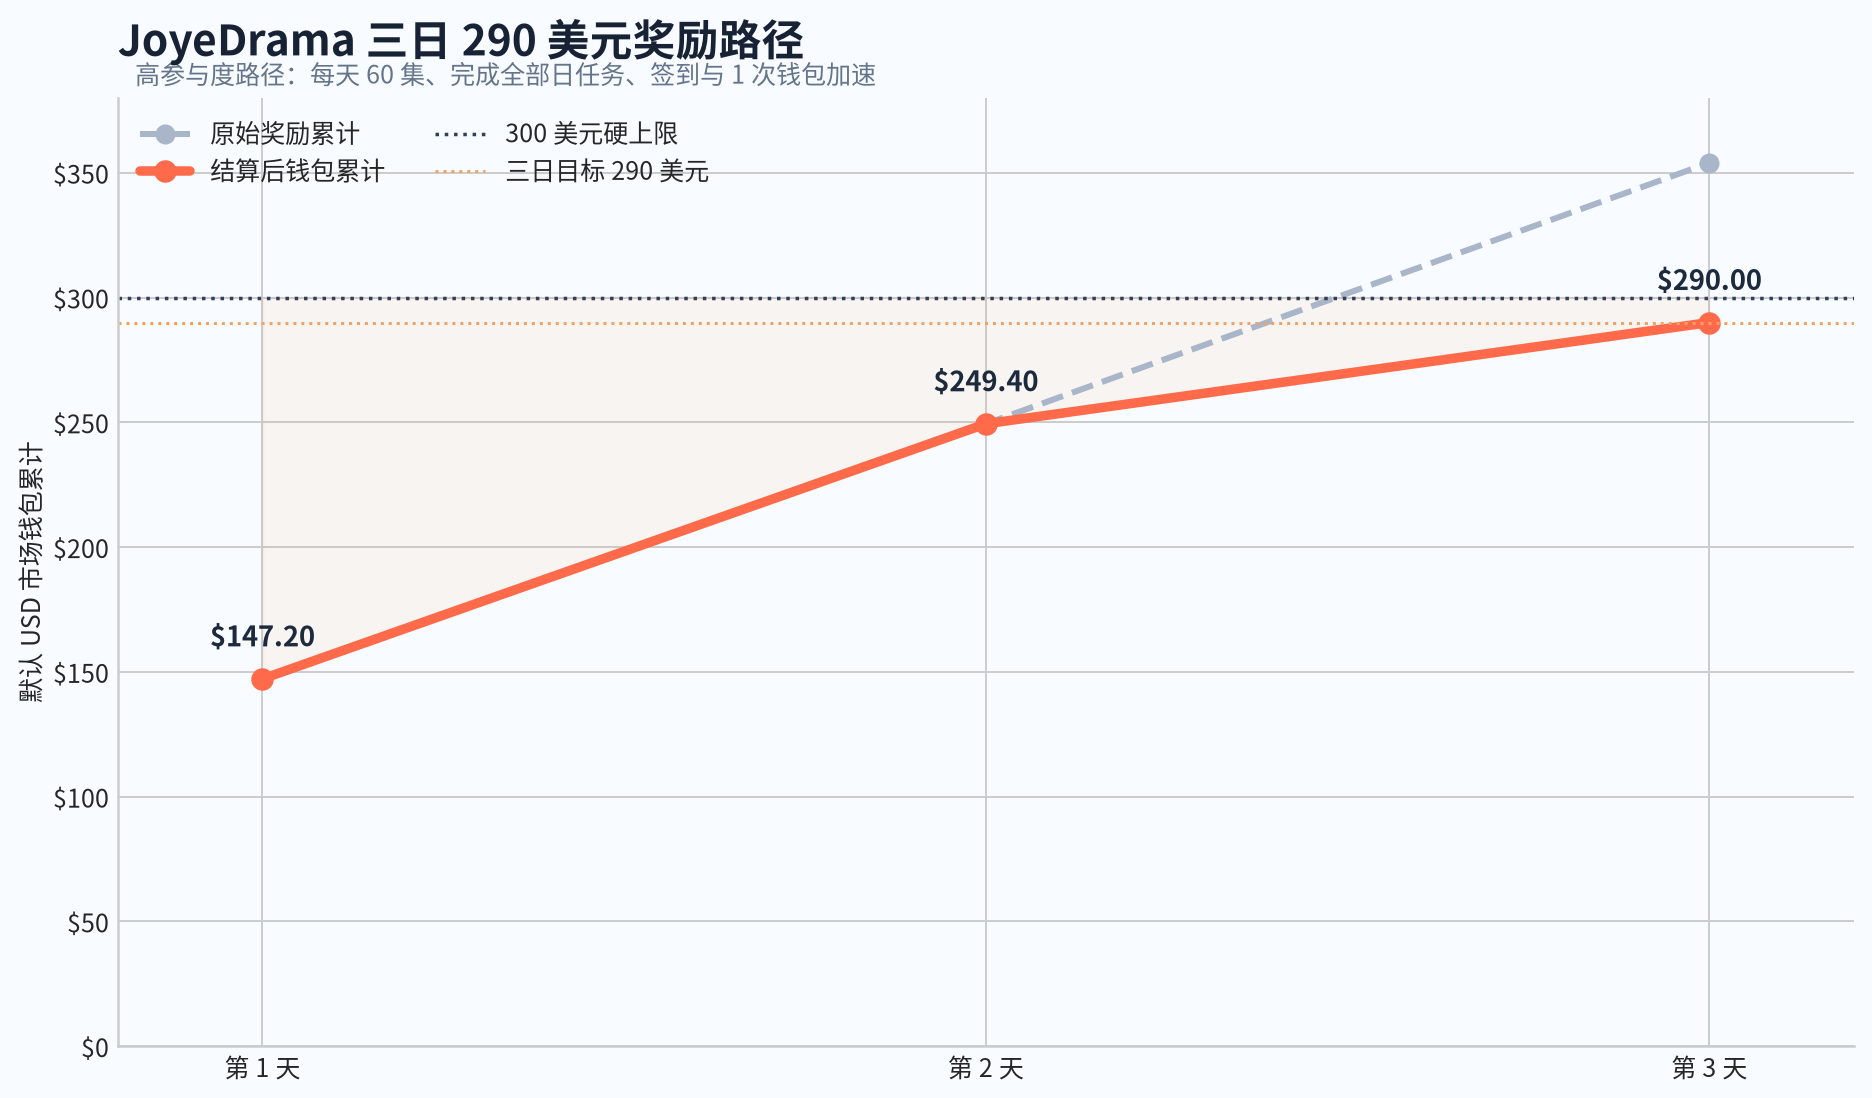 JoyeDrama 三日 290 美元奖励路径
高参与度路径：每天 60 集、完成全部日任务、签到与 1 次钱包加速
原始奖励累计
结算后钱包累计
300 美元硬上限
三日目标 290 美元
默认 USD 市场钱包累计
$350
$300
$250
$200
$150
$100
$50
$0
$147.20
$249.40
$290.00
第 1 天
第 2 天
第 3 天